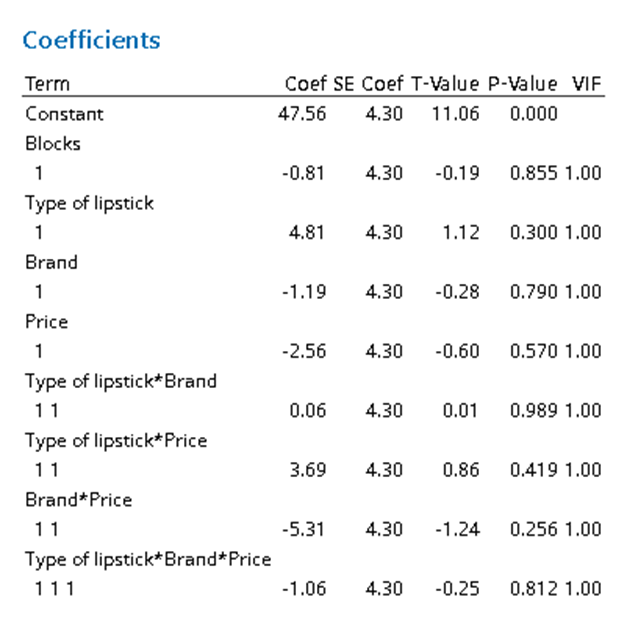 Coefficients
Term Coef SE Coef T-Value P-Value VIF
Constant 47.56 4.30 11.06 0.000
Blocks
1 -0.81 4.30 -0.19 0.855 1.00
Type of lipstick
1 4.81 4.30 1.12 0.300 1.00
Brand
1 -1.19 4.30 -0.28 0.790 1.00
Price
1 -2.56 4.30 -0.60 0.570 1.00
Type of lipstick*Brand
1 1 0.06 4.30 0.01 0.989 1.00
Type of lipstick*Price
1 1 3.69 4.30 0.86 0.419 1.00
Brand*Price
1 1 -5.31 4.30 -1.24 0.256 1.00
Type of lipstick*Brand*Price
1 1 1 -1.06 4.30 -0.25 0.812 1.00